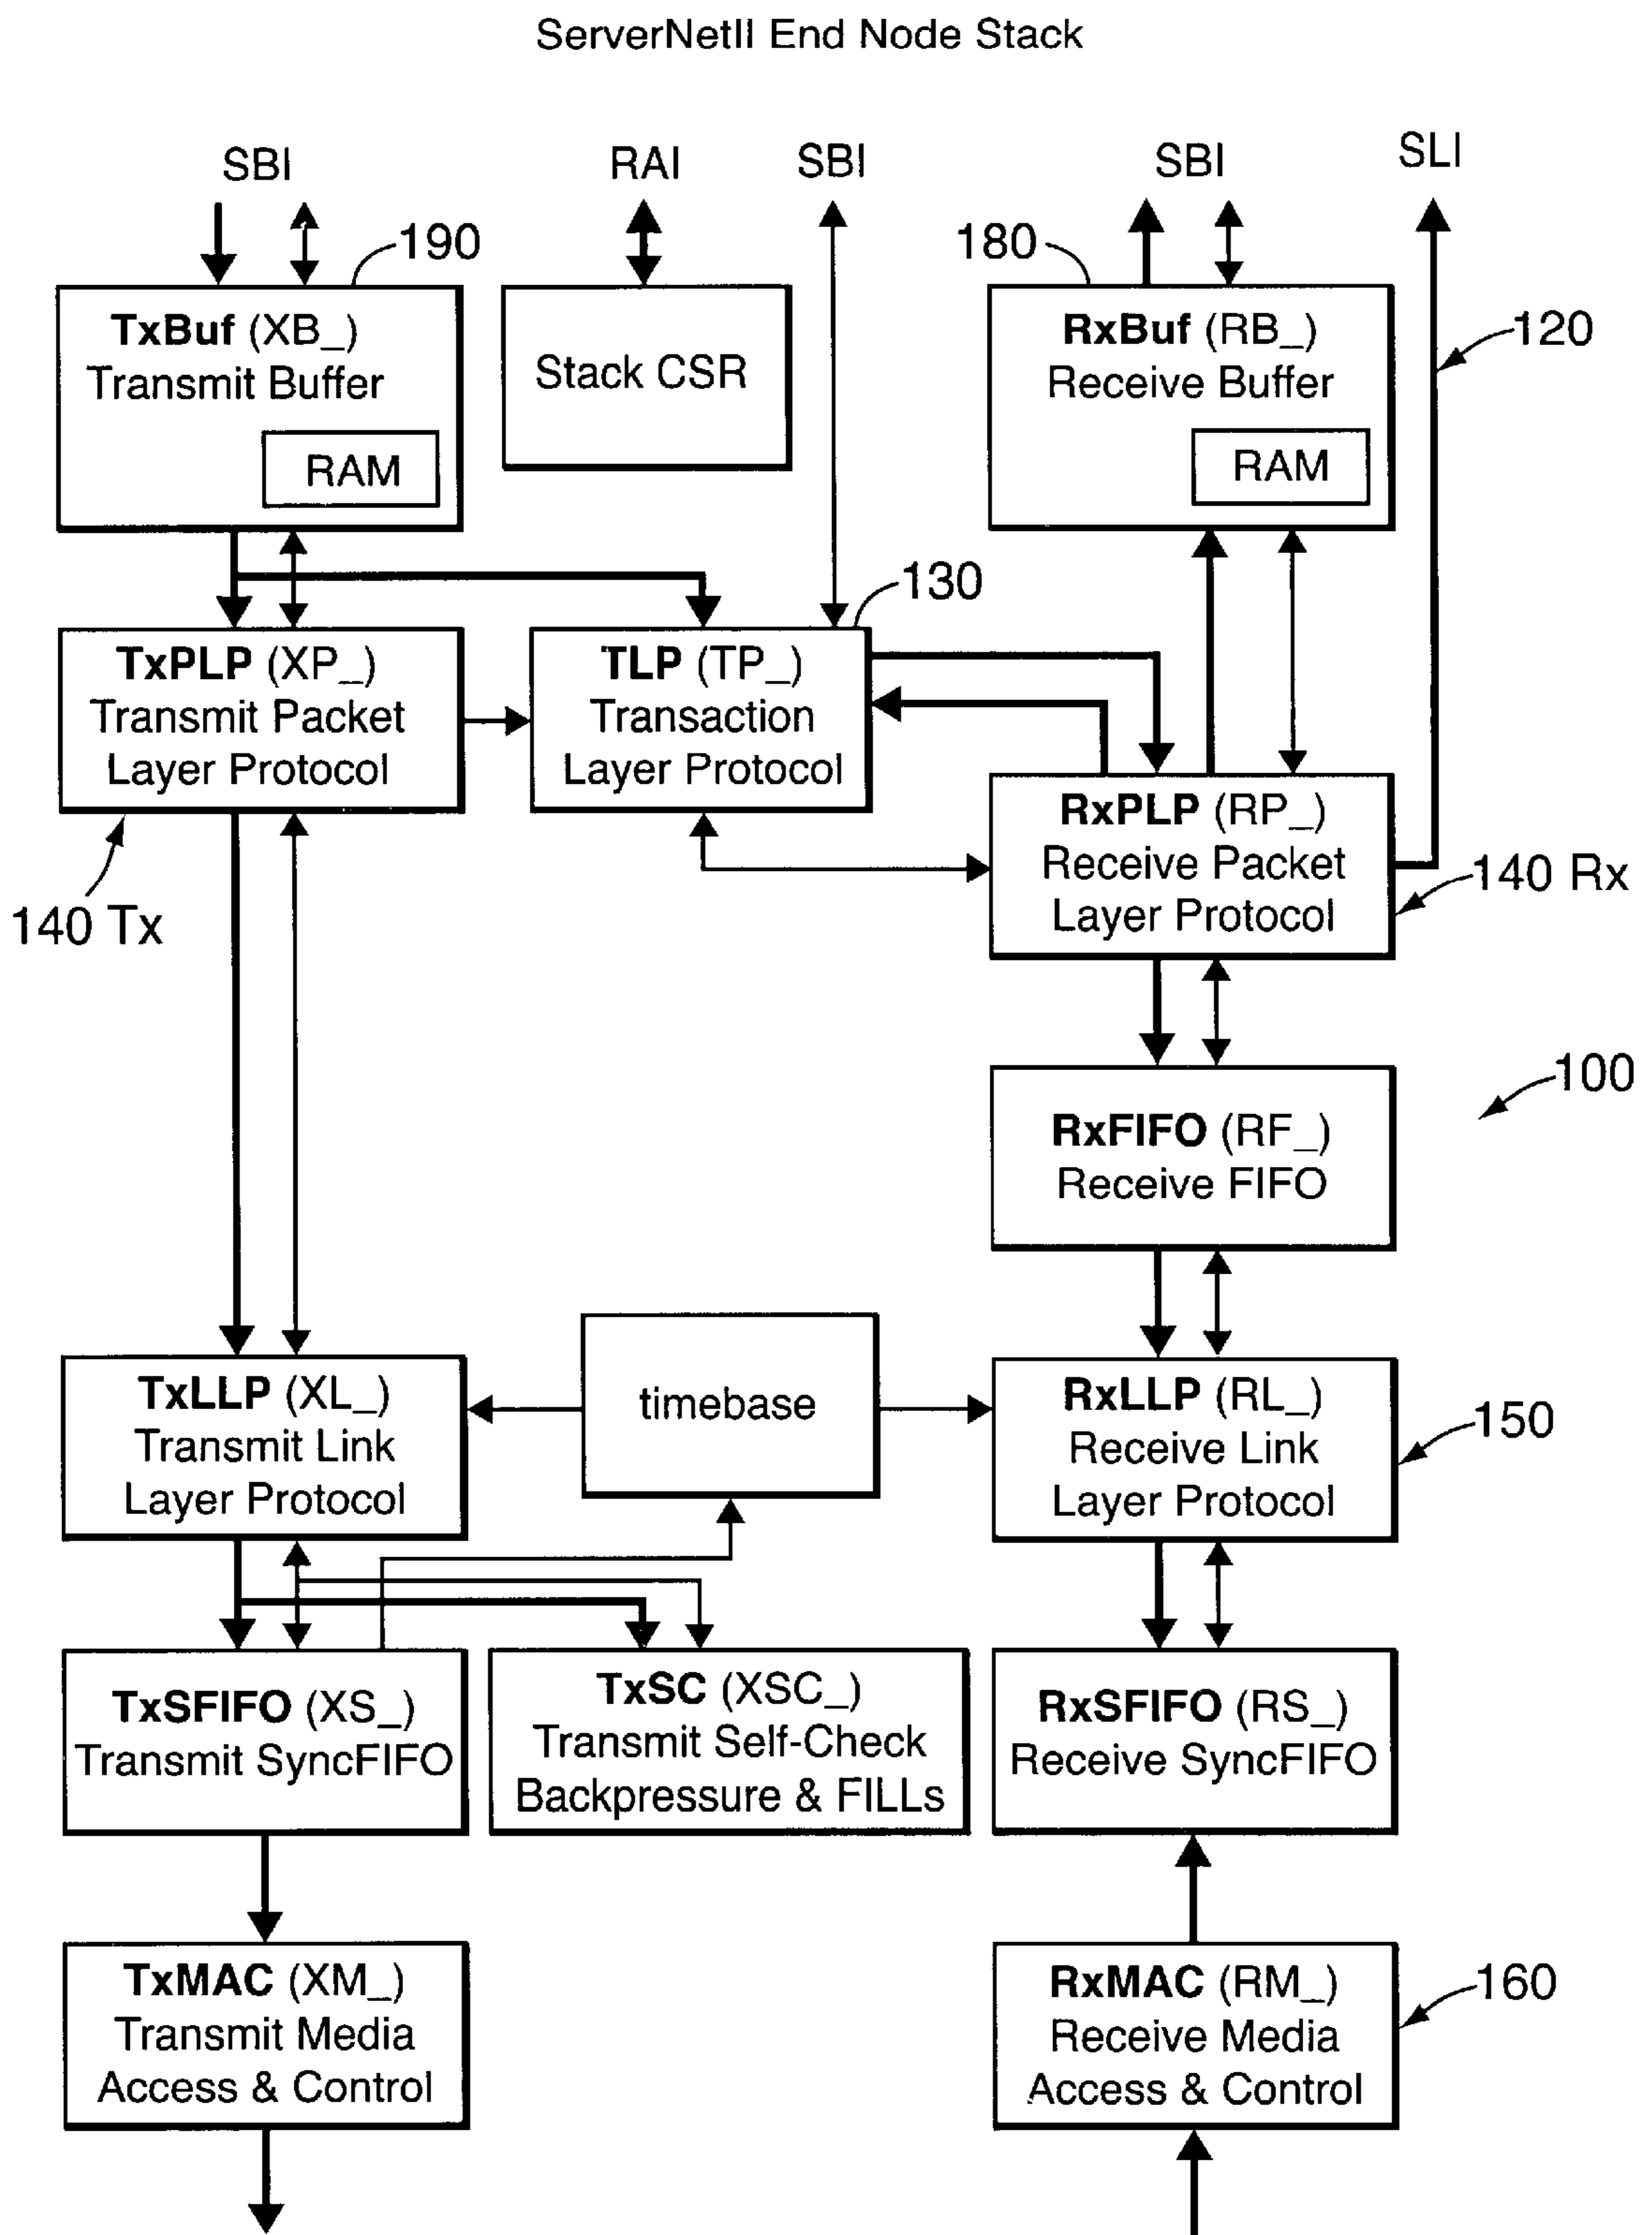 ServerNetII End Node Stack
SBI
RAI
SBI
SBI
SLI
190
180
120
TxBuf (XB_)
Transmit Buffer
RAM
Stack CSR
RxBuf (RB_)
Receive Buffer
RAM
130
TxPLP (XP_)
Transmit Packet
Layer Protocol
140 Tx
TLP (TP_)
Transaction
Layer Protocol
RxPLP (RP_)
Receive Packet
Layer Protocol
140 Rx
100
RxFIFO (RF_)
Receive FIFO
TxLLP (XL_)
Transmit Link
Layer Protocol
timebase
RxLLP (RL_)
Receive Link
Layer Protocol
150
TxSFIFO (XS_)
Transmit SyncFIFO
TxSC (XSC_)
Transmit Self-Check
Backpressure & FILLs
RxSFIFO (RS_)
Receive SyncFIFO
TxMAC (XM_)
Transmit Media
Access & Control
RxMAC (RM_)
Receive Media
Access & Control
160